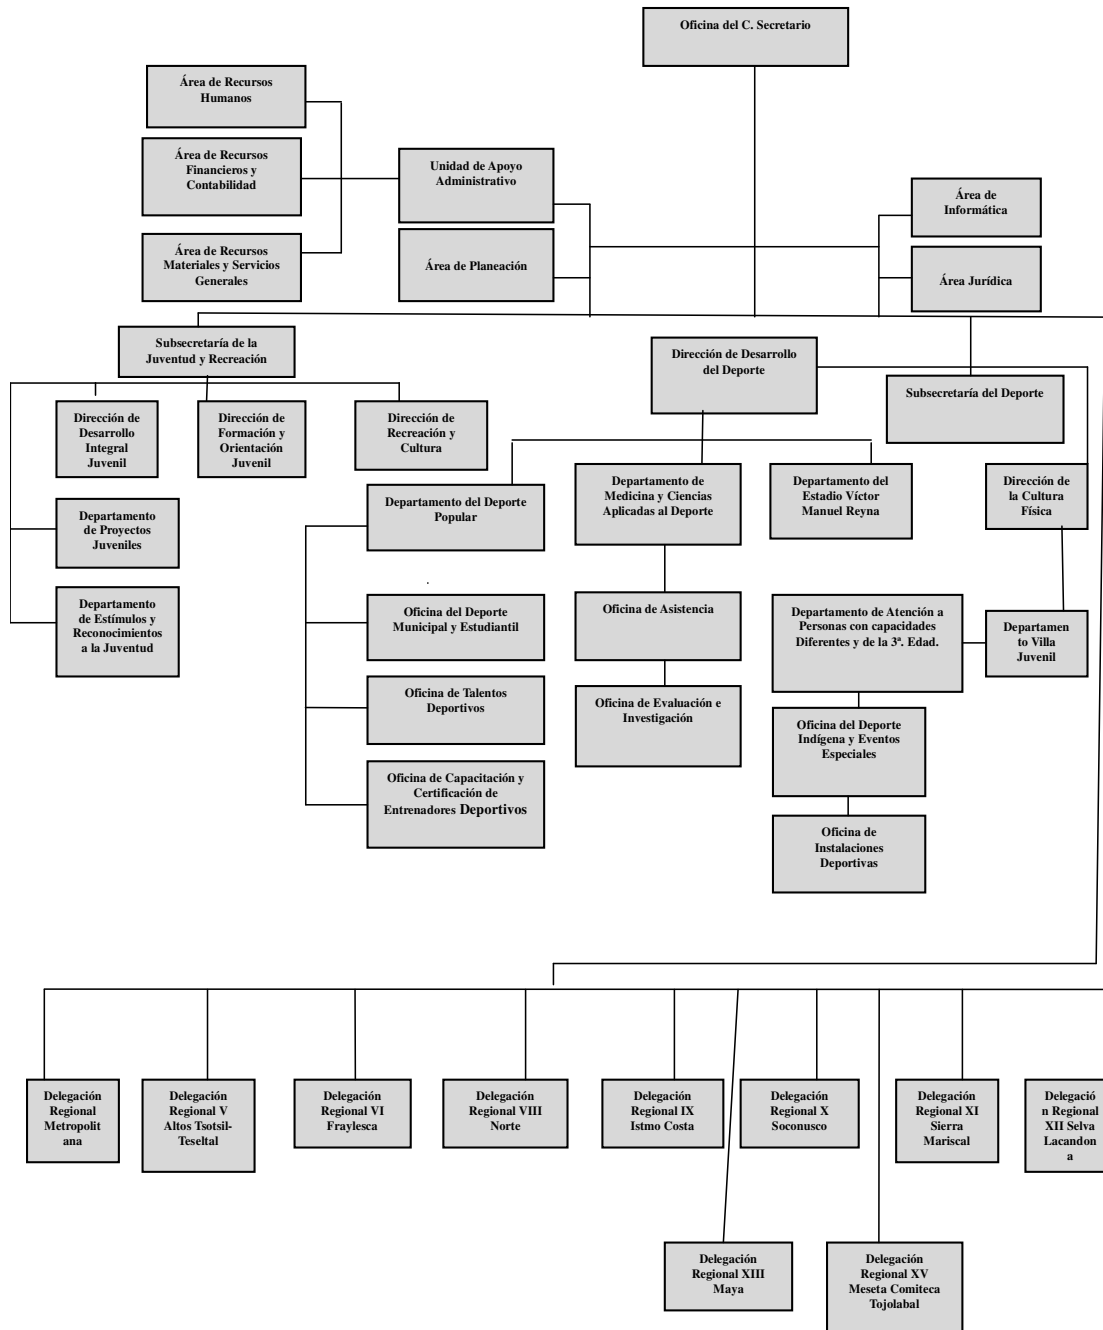 Oficina del C. Secretario
Área de Recursos
Humanos
Área de Recursos
Financieros y
Contabilidad
Área de Recursos
Materiales y Servicios
Generales
Unidad de Apoyo
Administrativo
Área de Planeación
Área de
Informática
Área Jurídica
Subsecretaría de la
Juventud y Recreación
Dirección de Desarrollo
del Deporte
Subsecretaría del Deporte
Dirección de
Desarrollo
Integral
Juvenil
Dirección de
Formación y
Orientación
Juvenil
Dirección de
Recreación y
Cultura
Departamento
de Proyectos
Juveniles
Departamento
de Estímulos y
Reconocimientos
a la Juventud
Departamento del Deporte
Popular
Oficina del Deporte
Municipal y Estudiantil
Oficina de Talentos
Deportivos
Oficina de Capacitación y
Certificación de
Entrenadores Deportivos
Departamento de
Medicina y Ciencias
Aplicadas al Deporte
Oficina de Asistencia
Oficina de Evaluación e
Investigación
Departamento del
Estadio Víctor
Manuel Reyna
Dirección de
la Cultura
Física
Departamento de Atención a
Personas con capacidades
Diferentes y de la 3ª. Edad.
Departamen
to Villa
Juvenil
Oficina del Deporte
Indígena y Eventos
Especiales
Oficina de
Instalaciones
Deportivas
Delegación
Regional
Metropolit
ana
Delegación
Regional V
Altos Tsotsil-
Teseltal
Delegación
Regional VI
Fraylesca
Delegación
Regional VIII
Norte
Delegación
Regional IX
Istmo Costa
Delegación
Regional X
Soconusco
Delegación
Regional XI
Sierra
Mariscal
Delegació
n Regional
XII Selva
Lacandon
a
Delegación
Regional XIII
Maya
Delegación
Regional XV
Meseta Comiteca
Tojolabal